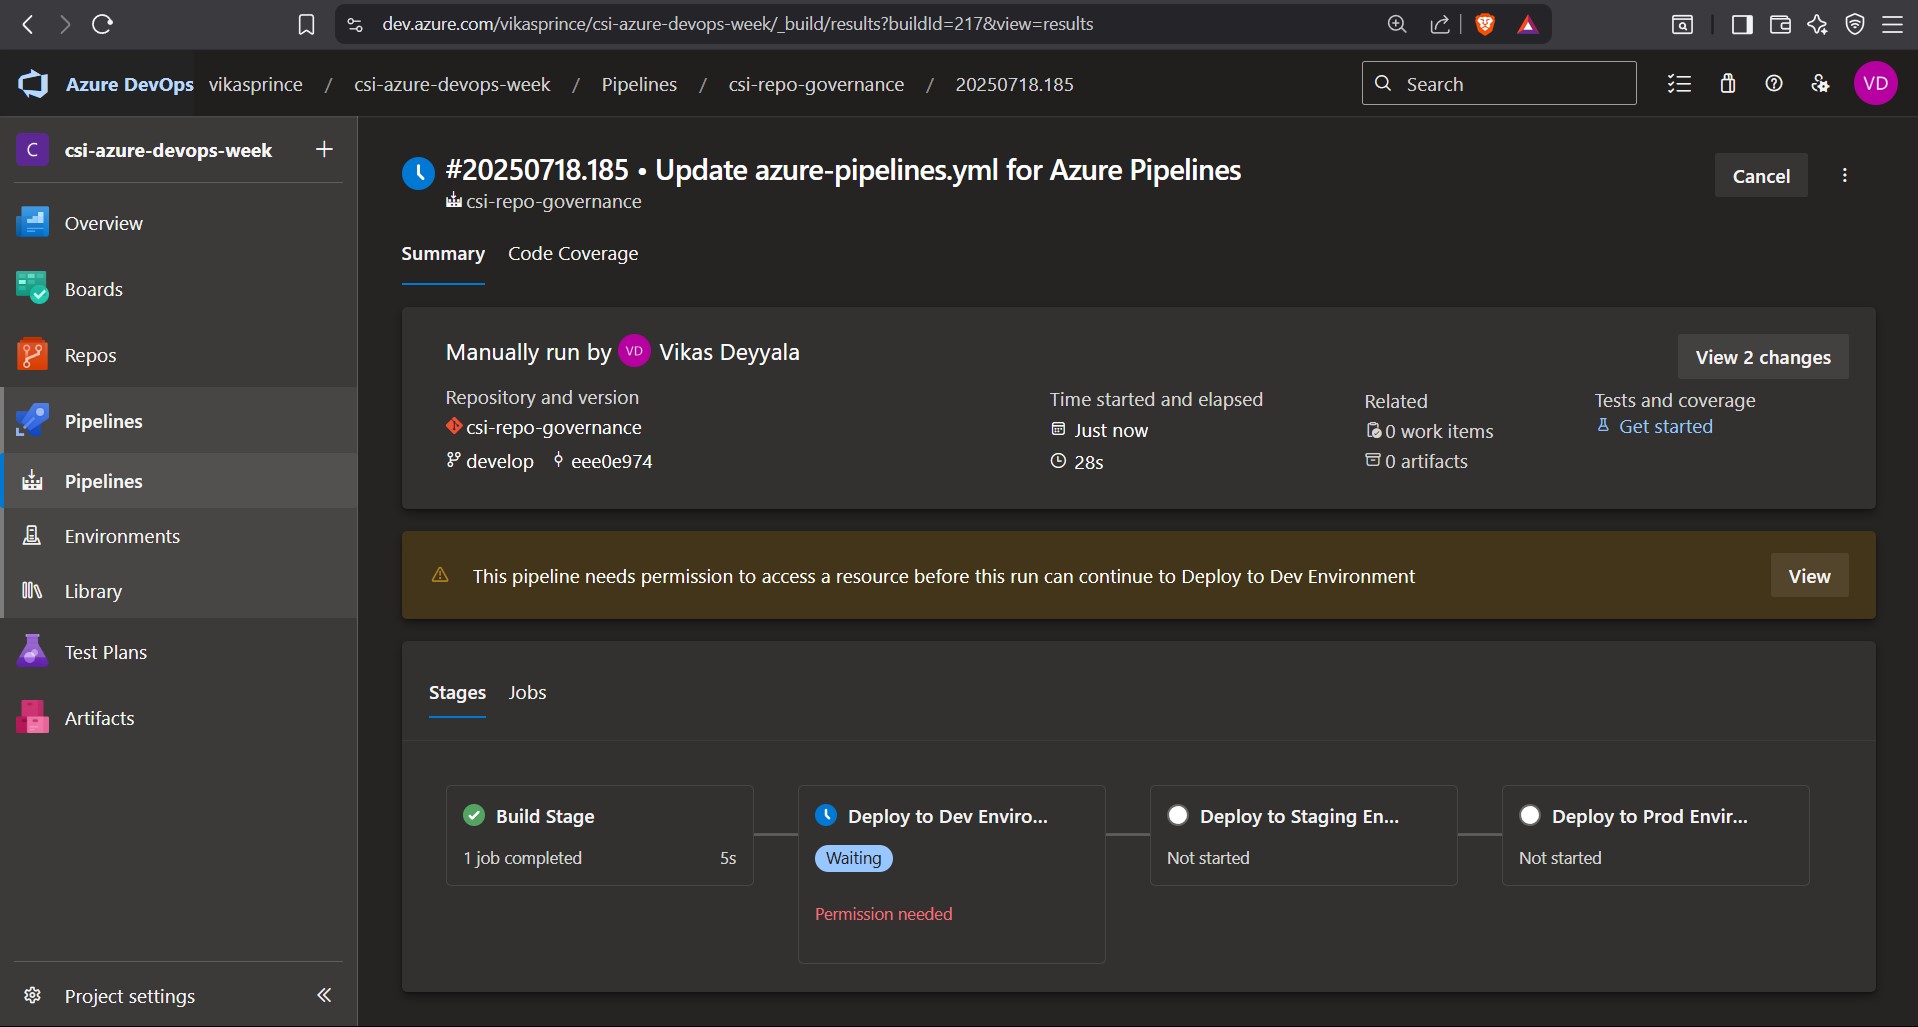 dev.azure.com/vikasprince/csi-azure-devops-week/_build/results?buildId=217&view=results
Azure DevOps vikasprince / csi-azure-devops-week / Pipelines / csi-repo-governance / 20250718.185
Search
VD
C csi-azure-devops-week +
Overview
Boards
Repos
Pipelines
Pipelines
Environments
Library
Test Plans
Artifacts
Project settings
#20250718.185 • Update azure-pipelines.yml for Azure Pipelines
csi-repo-governance
Cancel
Summary Code Coverage
Manually run by VD Vikas Deyyala
View 2 changes
Repository and version
csi-repo-governance
develop eee0e974
Time started and elapsed
Just now
28s
Related
0 work items
0 artifacts
Tests and coverage
Get started
This pipeline needs permission to access a resource before this run can continue to Deploy to Dev Environment
View
Stages Jobs
Build Stage
1 job completed 5s
Deploy to Dev Enviro...
Waiting
Permission needed
Deploy to Staging En...
Not started
Deploy to Prod Envir...
Not started